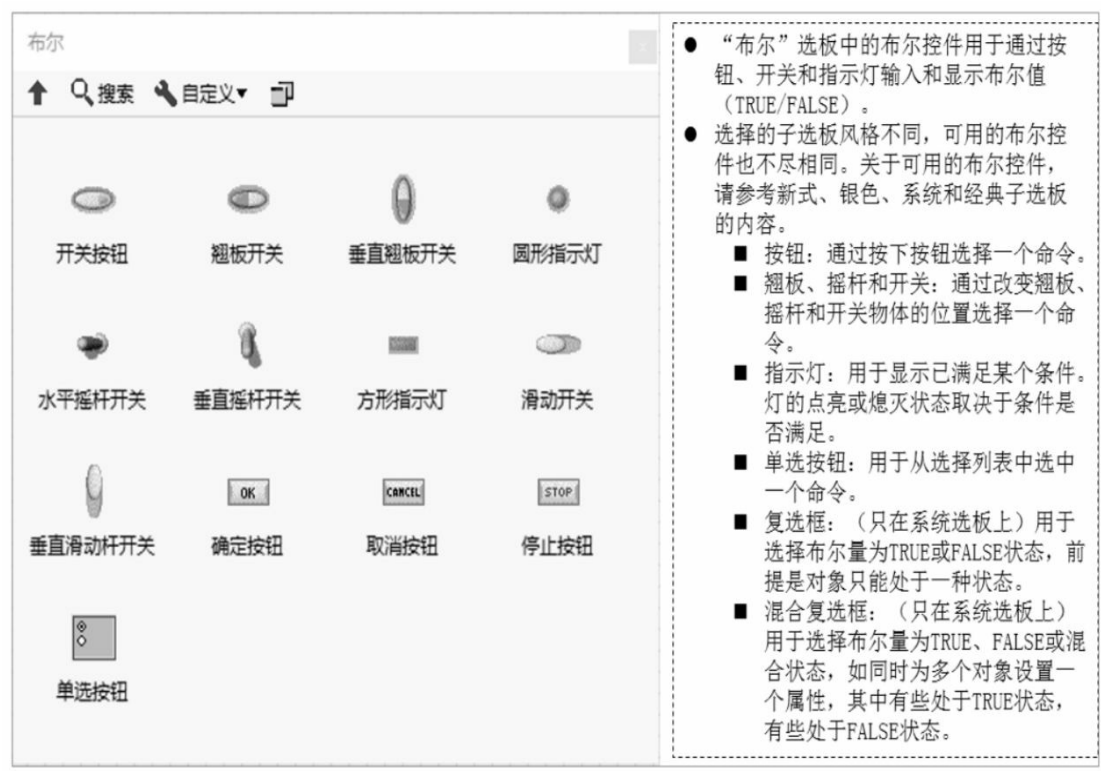 布尔
搜索 自定义▼
开关按钮 翘板开关 垂直翘板开关 圆形指示灯
水平摇杆开关 垂直摇杆开关 方形指示灯 滑动开关
OK CANCEL STOP
垂直滑动杆开关 确定按钮 取消按钮 停止按钮
单选按钮
● “布尔”选板中的布尔控件用于通过按
钮、开关和指示灯输入和显示布尔值
（TRUE/FALSE）。
● 选择的子选板风格不同，可用的布尔控
件也不尽相同。关于可用的布尔控件，
请参考新式、银色、系统和经典子选板
的内容。
■ 按钮：通过按下按钮选择一个命令。
■ 翘板、摇杆和开关：通过改变翘板、
摇杆和开关物体的位置选择一个命
令。
■ 指示灯：用于显示已满足某个条件。
灯的点亮或熄灭状态取决于条件是
否满足。
■ 单选按钮：用于从选择列表中选中
一个命令。
■ 复选框：（只在系统选板上）用于
选择布尔量为TRUE或FALSE状态，前
提是对象只能处于一种状态。
■ 混合复选框：（只在系统选板上）
用于选择布尔量为TRUE、FALSE或混
合状态，如同时为多个对象设置一
个属性，其中有些处于TRUE状态，
有些处于FALSE状态。